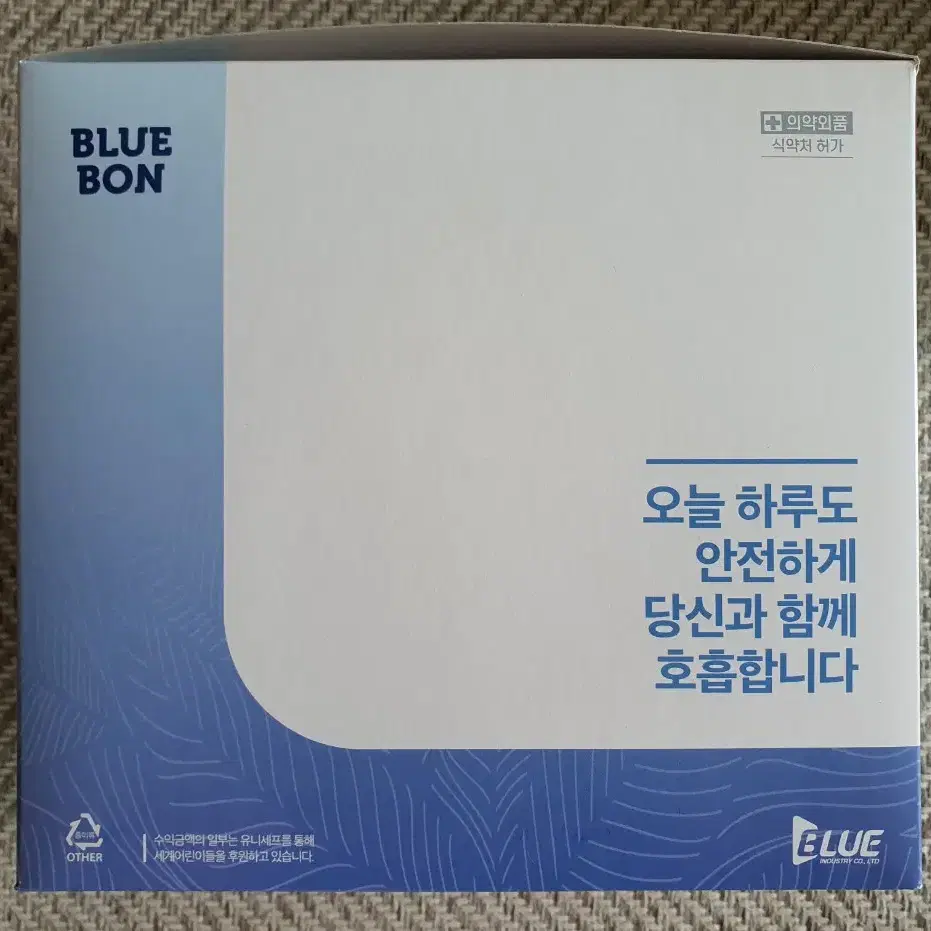 BLUE
BON
의약외품
식약처 허가
오늘 하루도
안전하게
당신과 함께
호흡합니다
OTHER
수익금액의 일부는 유니세프를 통해
세계어린이들을 후원하고 있습니다.
BLUE
INDUSTRY CO., LTD